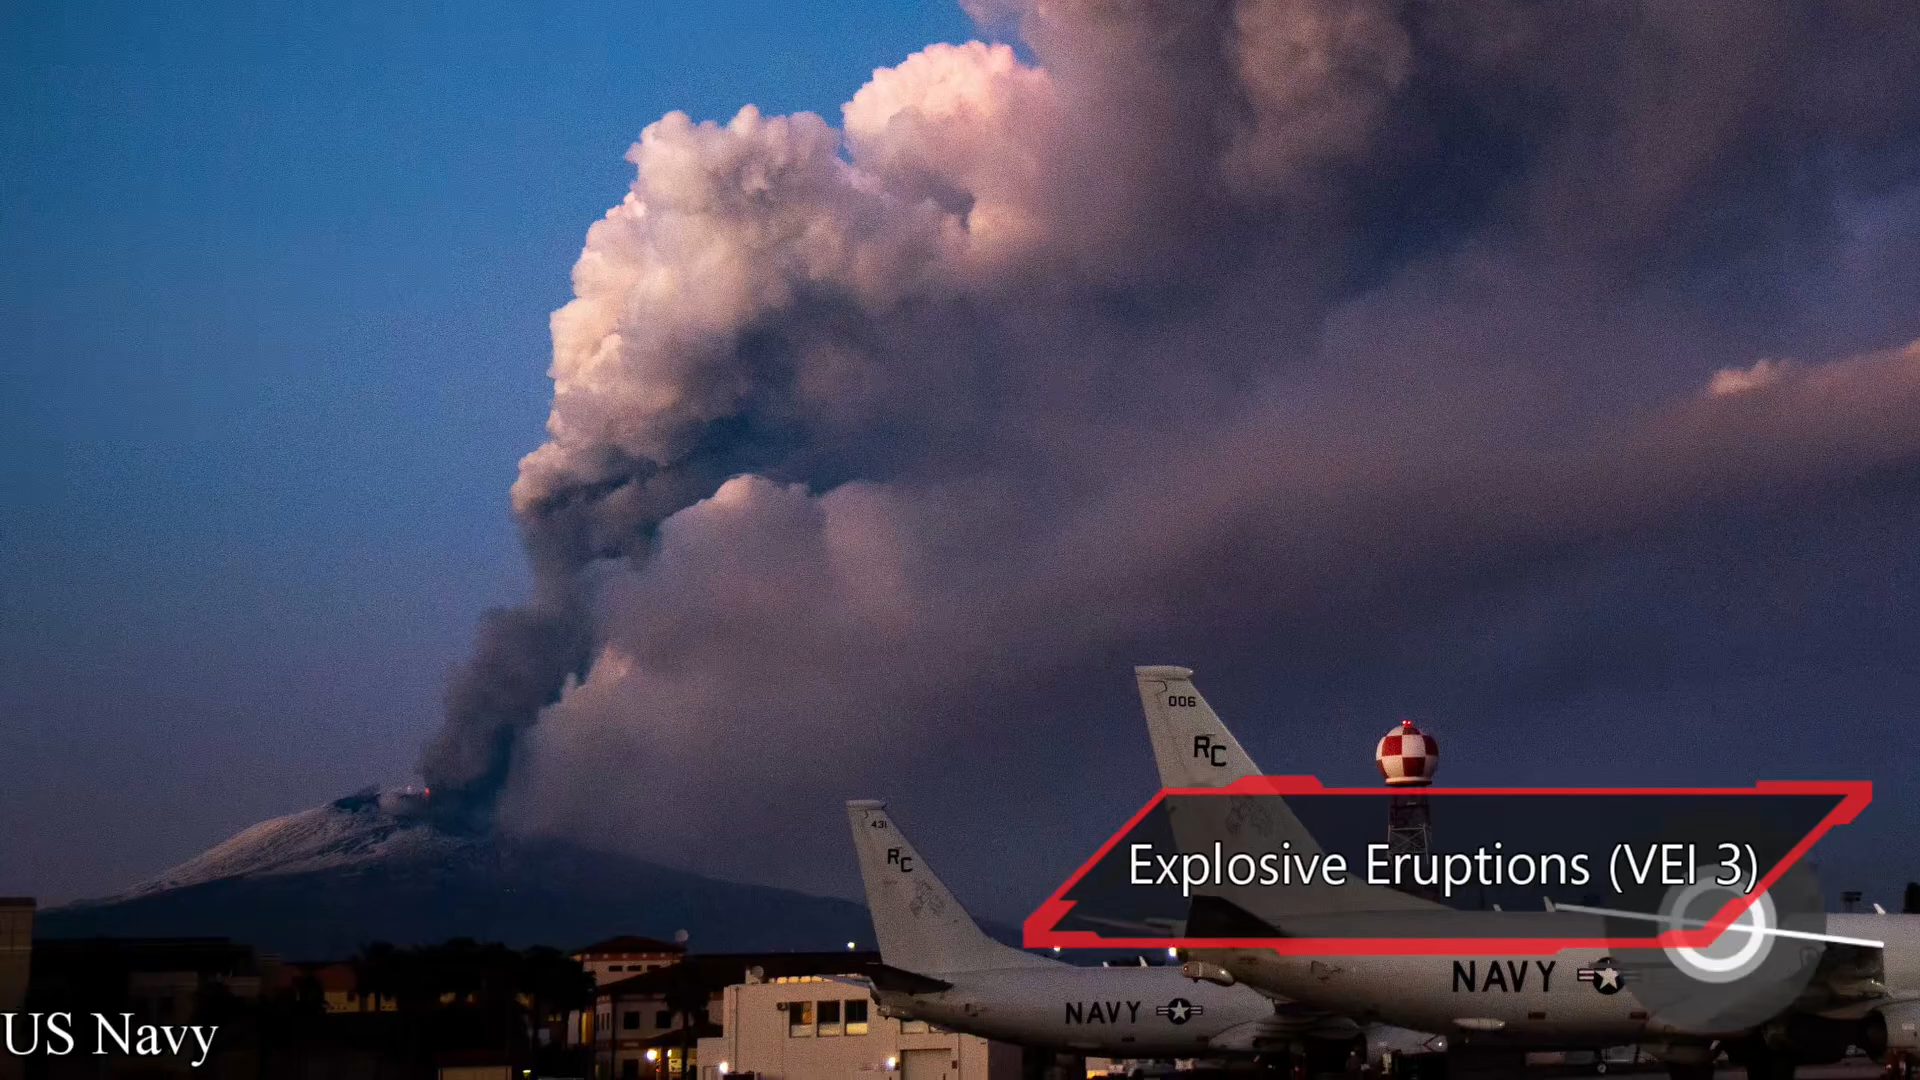 006
RC
431
RC
Explosive Eruptions (VEI 3)
NAVY
NAVY
US Navy